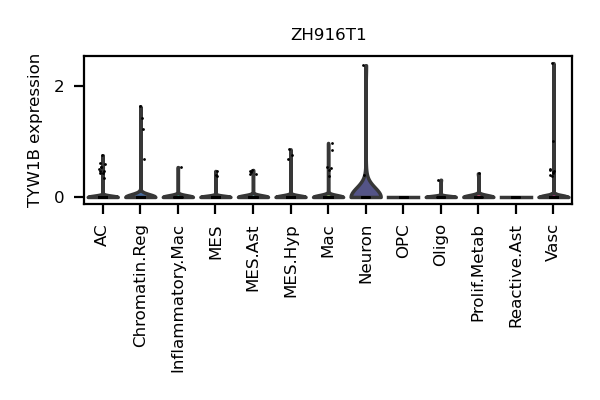 ZH916T1
TYW1B expression
2
0
AC
Chromatin.Reg
Inflammatory.Mac
MES
MES.Ast
MES.Hyp
Mac
Neuron
OPC
Oligo
Prolif.Metab
Reactive.Ast
Vasc